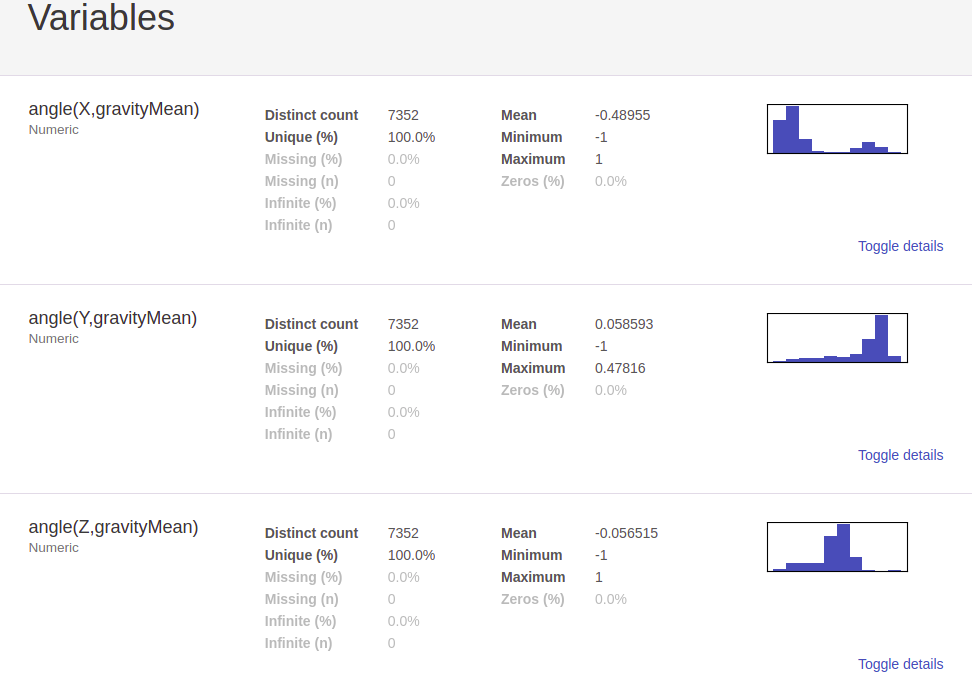 Variables
angle(X,gravityMean)
Numeric
Distinct count 7352
Unique (%) 100.0%
Missing (%) 0.0%
Missing (n) 0
Infinite (%) 0.0%
Infinite (n) 0
Mean -0.48955
Minimum -1
Maximum 1
Zeros (%) 0.0%
Toggle details
angle(Y,gravityMean)
Numeric
Distinct count 7352
Unique (%) 100.0%
Missing (%) 0.0%
Missing (n) 0
Infinite (%) 0.0%
Infinite (n) 0
Mean 0.058593
Minimum -1
Maximum 0.47816
Zeros (%) 0.0%
Toggle details
angle(Z,gravityMean)
Numeric
Distinct count 7352
Unique (%) 100.0%
Missing (%) 0.0%
Missing (n) 0
Infinite (%) 0.0%
Infinite (n) 0
Mean -0.056515
Minimum -1
Maximum 1
Zeros (%) 0.0%
Toggle details